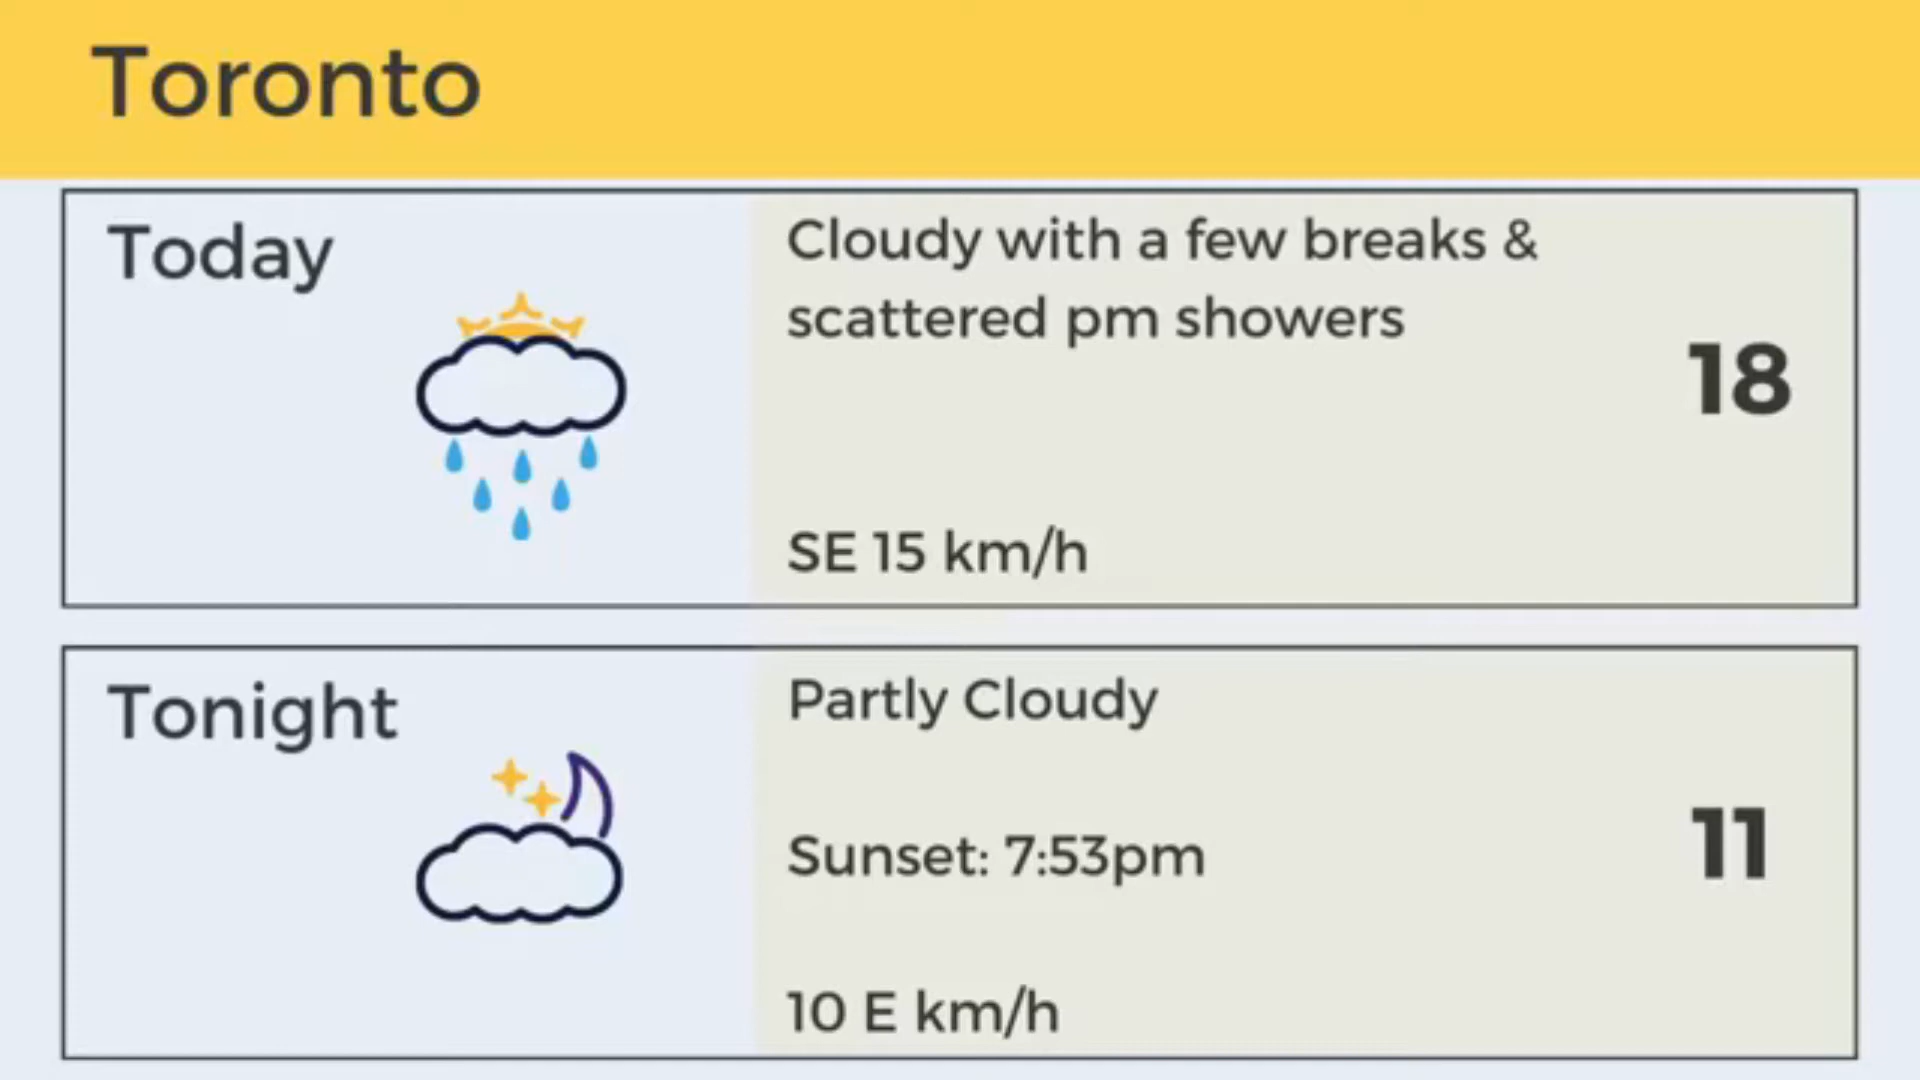 Toronto
Today
Cloudy with a few breaks &
scattered pm showers
18
SE 15 km/h
Tonight
Partly Cloudy
Sunset: 7:53pm
11
10 E km/h